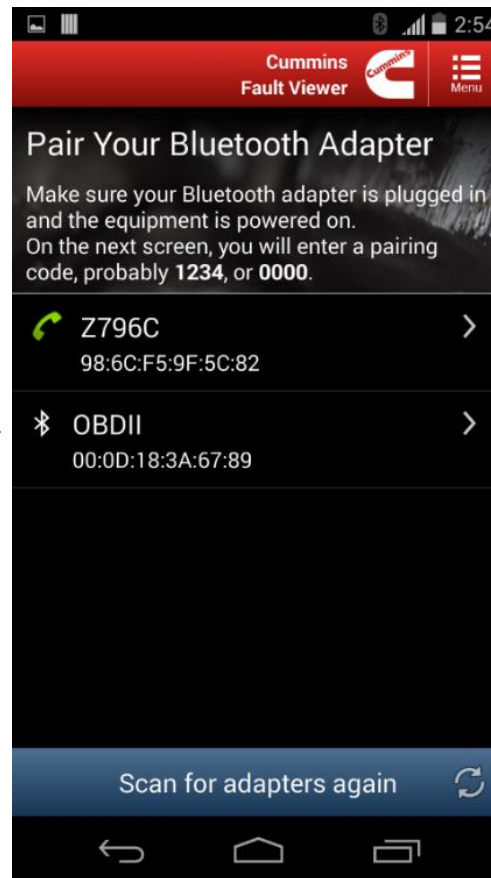 2:54
Cummins
Fault Viewer
Cummins
Menu
Pair Your Bluetooth Adapter
Make sure your Bluetooth adapter is plugged in
and the equipment is powered on.
On the next screen, you will enter a pairing
code, probably 1234, or 0000.
Z796C
98:6C:F5:9F:5C:82
OBDII
00:0D:18:3A:67:89
Scan for adapters again